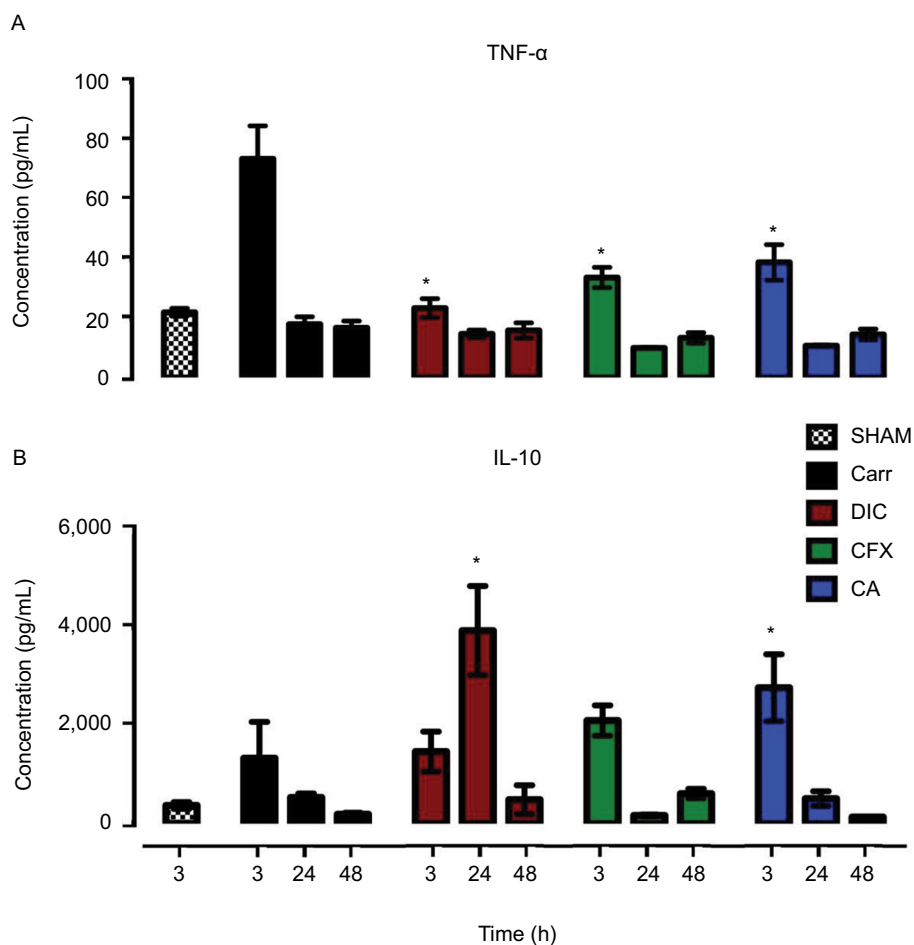 A
TNF-α
Concentration (pg/mL)
100
80
60
40
20
0
* * *
B
IL-10
SHAM
Carr
DIC
CFX
CA
Concentration (pg/mL)
6,000
4,000
2,000
0
* *
3 3 24 48 3 24 48 3 24 48 3 24 48
Time (h)